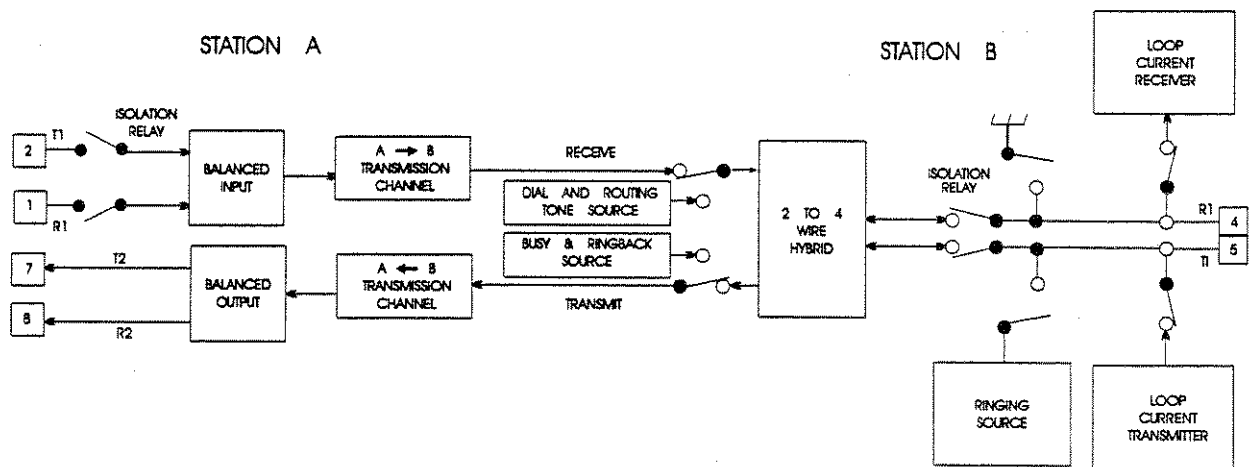 STATION A
STATION B
LOOP
CURRENT
RECEIVER
ISOLATION
RELAY
2
T1
BALANCED
INPUT
1
R1
A → B
TRANSMISSION
CHANNEL
RECEIVE
DIAL AND ROUTING
TONE SOURCE
BUSY & RINGBACK
SOURCE
2 TO 4
WIRE
HYBRID
ISOLATION
RELAY
R1
4
5
T1
7
T2
BALANCED
OUTPUT
8
R2
A ← B
TRANSMISSION
CHANNEL
TRANSMIT
RINGING
SOURCE
LOOP
CURRENT
TRANSMITTER